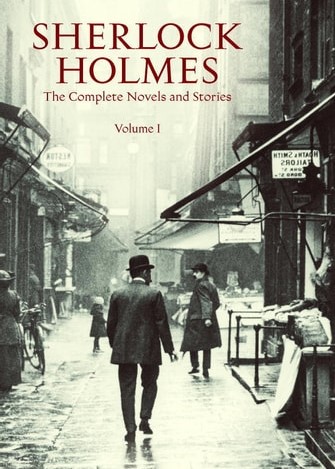 SHERLOCK
HOLMES
The Complete Novels and Stories
Volume I
& SMITH
TAILORS